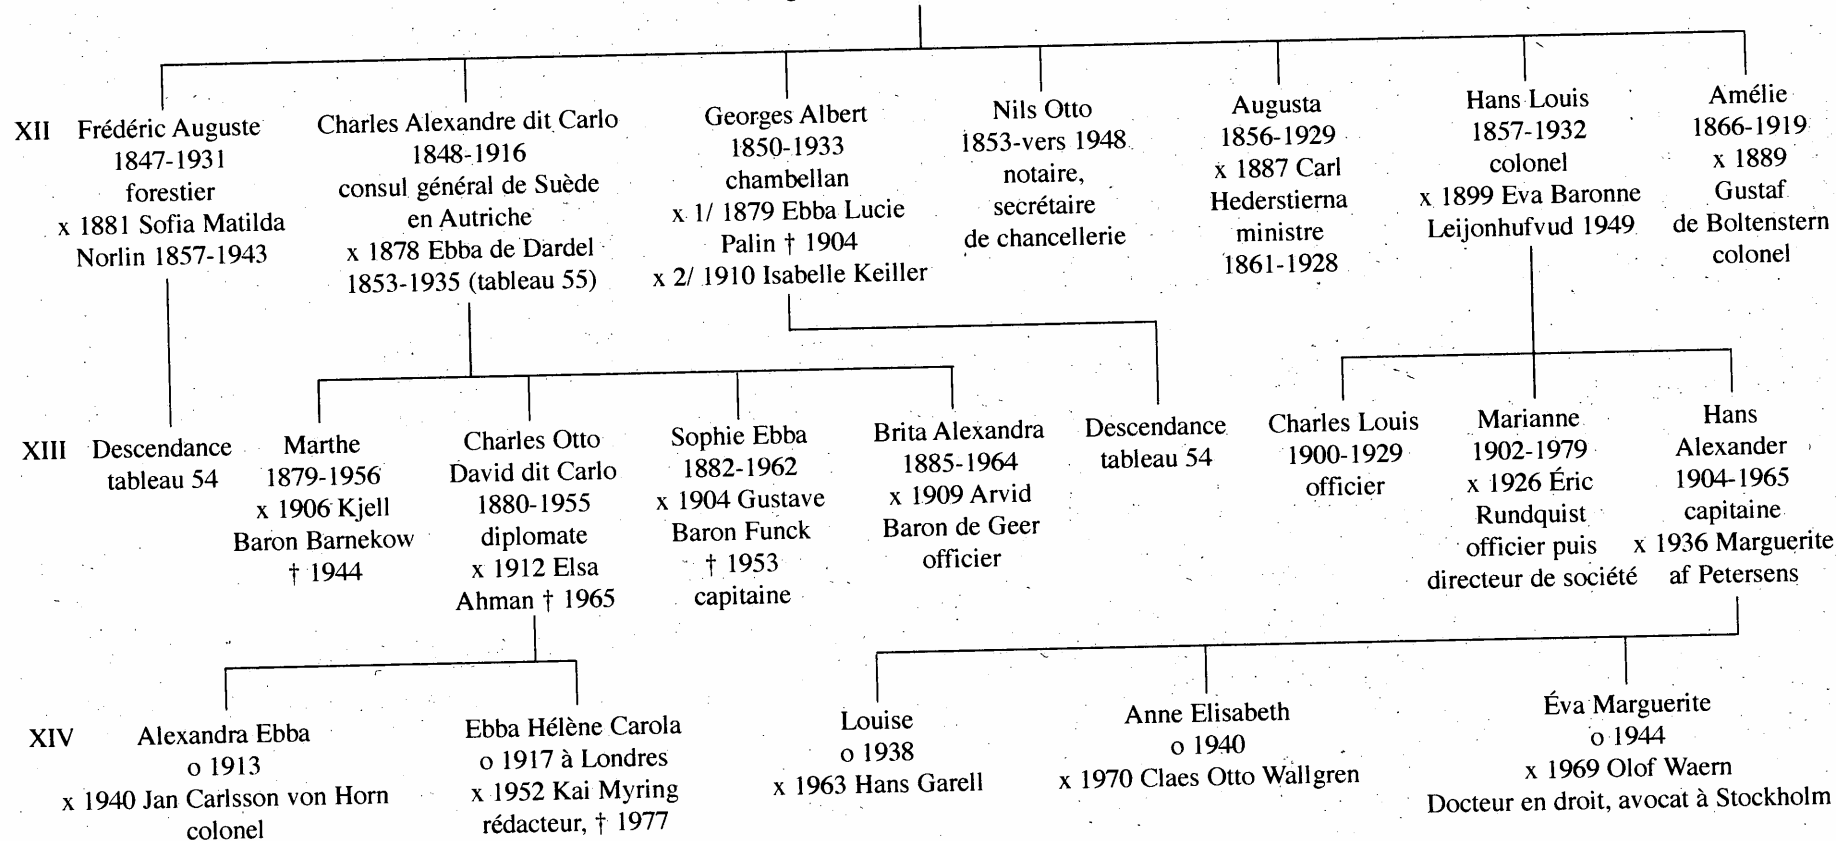 XII
Frédéric Auguste
1847-1931
forestier
x 1881 Sofia Matilda
Norlin 1857-1943
Charles Alexandre dit Carlo
1848-1916
consul général de Suède
en Autriche
x 1878 Ebba de Dardel
1853-1935 (tableau 55)
Georges Albert
1850-1933
chambellan
x 1/ 1879 Ebba Lucie
Palin † 1904
x 2/ 1910 Isabelle Keiller
Nils Otto
1853-vers 1948
notaire,
secrétaire
de chancellerie
Augusta
1856-1929
x 1887 Carl
Hederstierna
ministre
1861-1928
Hans Louis
1857-1932
colonel
x 1899 Eva Baronne
Leijonhufvud 1949
Amélie
1866-1919
x 1889
Gustaf
de Boltenstern
colonel
XIII
Descendance
tableau 54
Marthe
1879-1956
x 1906 Kjell
Baron Barnekow
† 1944
Charles Otto
David dit Carlo
1880-1955
diplomate
x 1912 Elsa
Ahman † 1965
Sophie Ebba
1882-1962
x 1904 Gustave
Baron Funck
† 1953
capitaine
Brita Alexandra
1885-1964
x 1909 Arvid
Baron de Geer
officier
Descendance
tableau 54
Charles Louis
1900-1929
officier
Marianne
1902-1979
x 1926 Éric
Rundquist
officier puis
directeur de société
Hans
Alexander
1904-1965
capitaine
x 1936 Marguerite
af Petersens
XIV
Alexandra Ebba
o 1913
x 1940 Jan Carlsson von Horn
colonel
Ebba Hélène Carola
o 1917 à Londres
x 1952 Kai Myring
rédacteur, † 1977
Louise
o 1938
x 1963 Hans Garell
Anne Elisabeth
o 1940
x 1970 Claes Otto Wallgren
Éva Marguerite
o 1944
x 1969 Olof Waern
Docteur en droit, avocat à Stockholm